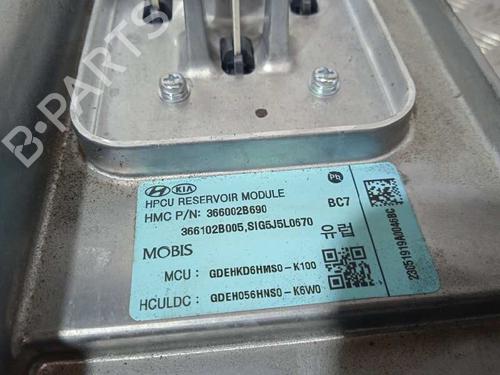 B-PARTS
HYUNDAI KIA
Pb
HPCU RESERVOIR MODULE
HMC P/N: 366002B690
BC7
366102B005,SIG5J5L0670
유럽
MOBIS
MCU : GDEHKD6HMS0-K100
HCULDC: GDEH056HNS0-K6W0
23051919A00468C